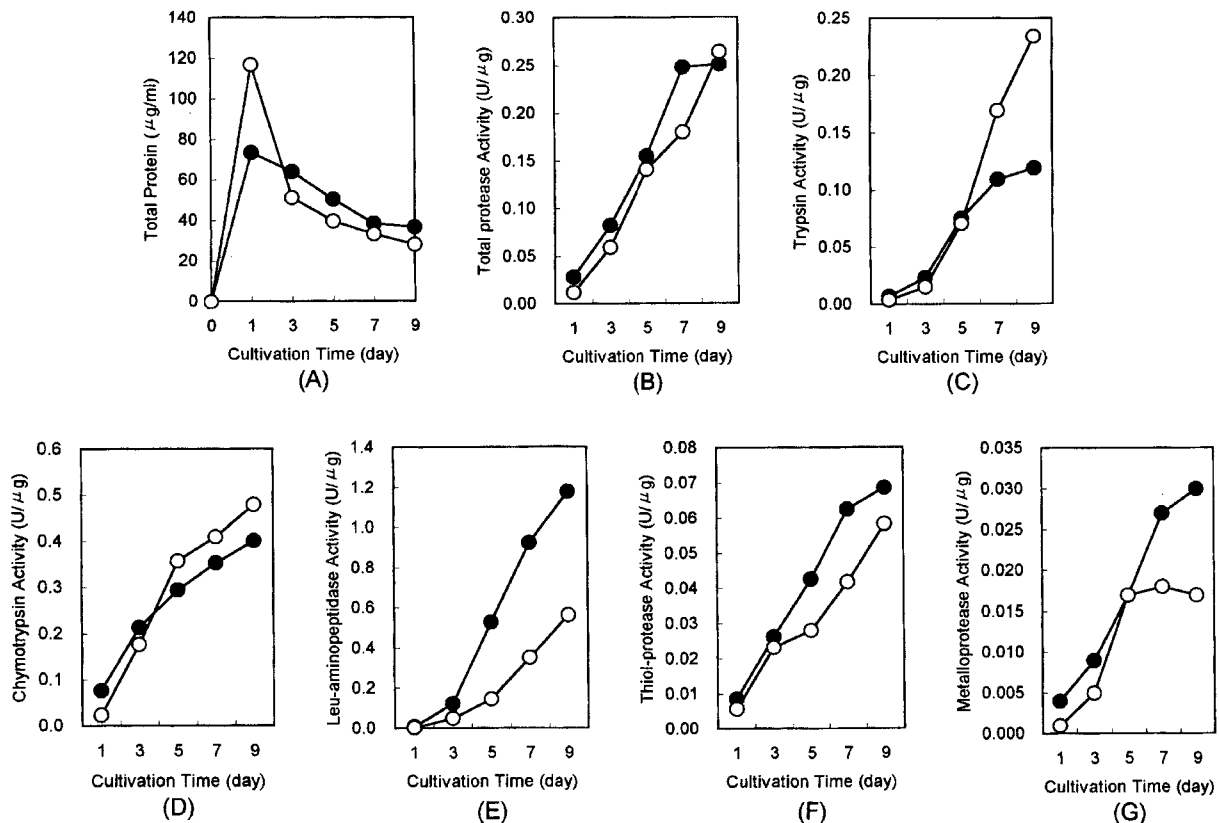 Total Protein (μg/ml)
140
120
100
80
60
40
20
0
0 1 3 5 7 9
Cultivation Time (day)
(A)
Total protease Activity (U/μg)
0.30
0.25
0.20
0.15
0.10
0.05
0.00
1 3 5 7 9
Cultivation Time (day)
(B)
Trypsin Activity (U/μg)
0.25
0.20
0.15
0.10
0.05
0.00
1 3 5 7 9
Cultivation Time (day)
(C)
Chymotrypsin Activity (U/μg)
0.6
0.5
0.4
0.3
0.2
0.1
0.0
1 3 5 7 9
Cultivation Time (day)
(D)
Leu-aminopeptidase Activity (U/μg)
1.4
1.2
1.0
0.8
0.6
0.4
0.2
0.0
1 3 5 7 9
Cultivation Time (day)
(E)
Thiol-protease Activity (U/μg)
0.08
0.07
0.06
0.05
0.04
0.03
0.02
0.01
0.00
1 3 5 7 9
Cultivation Time (day)
(F)
Metalloprotease Activity (U/μg)
0.035
0.030
0.025
0.020
0.015
0.010
0.005
0.000
1 3 5 7 9
Cultivation Time (day)
(G)